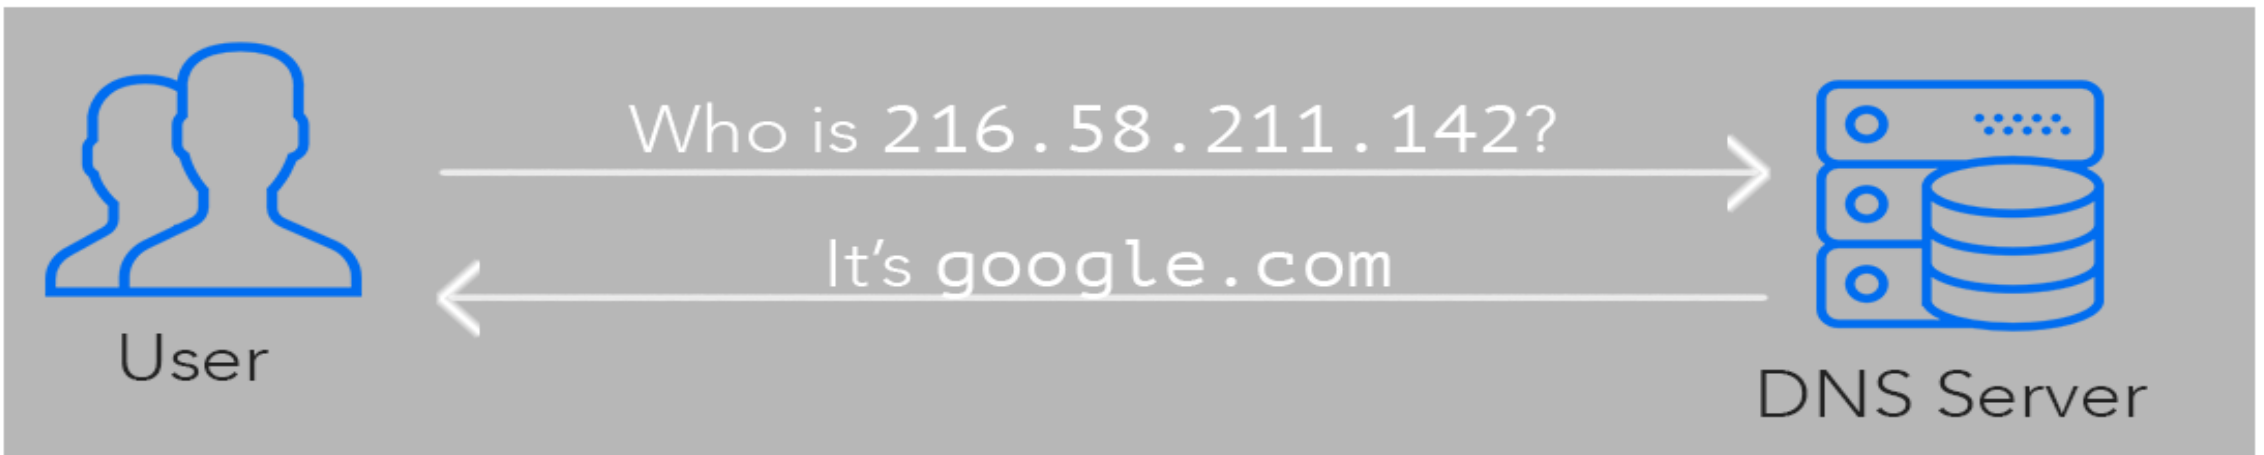 Who is 216.58.211.142?
It’s google.com
User
DNS Server